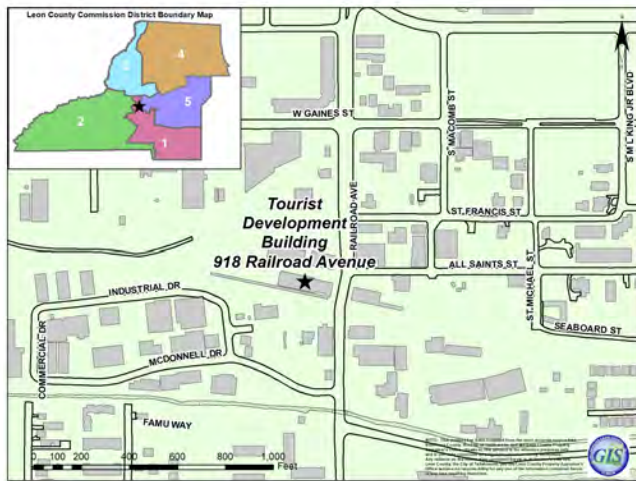 Leon County Commission District Boundary Map
4
3
5
2
1
W GAINES ST
S MACOMB ST
S M L KING JR BLVD
RAILROAD AVE
Tourist
Development
Building
918 Railroad Avenue
ST. FRANCIS ST
ALL SAINTS ST
ST. MICHAEL ST
SEABOARD ST
INDUSTRIAL DR
COMMERCIAL DR
MCDONNELL DR
FAMU WAY
0 100 200 400 600 800 1,000
Feet
GIS